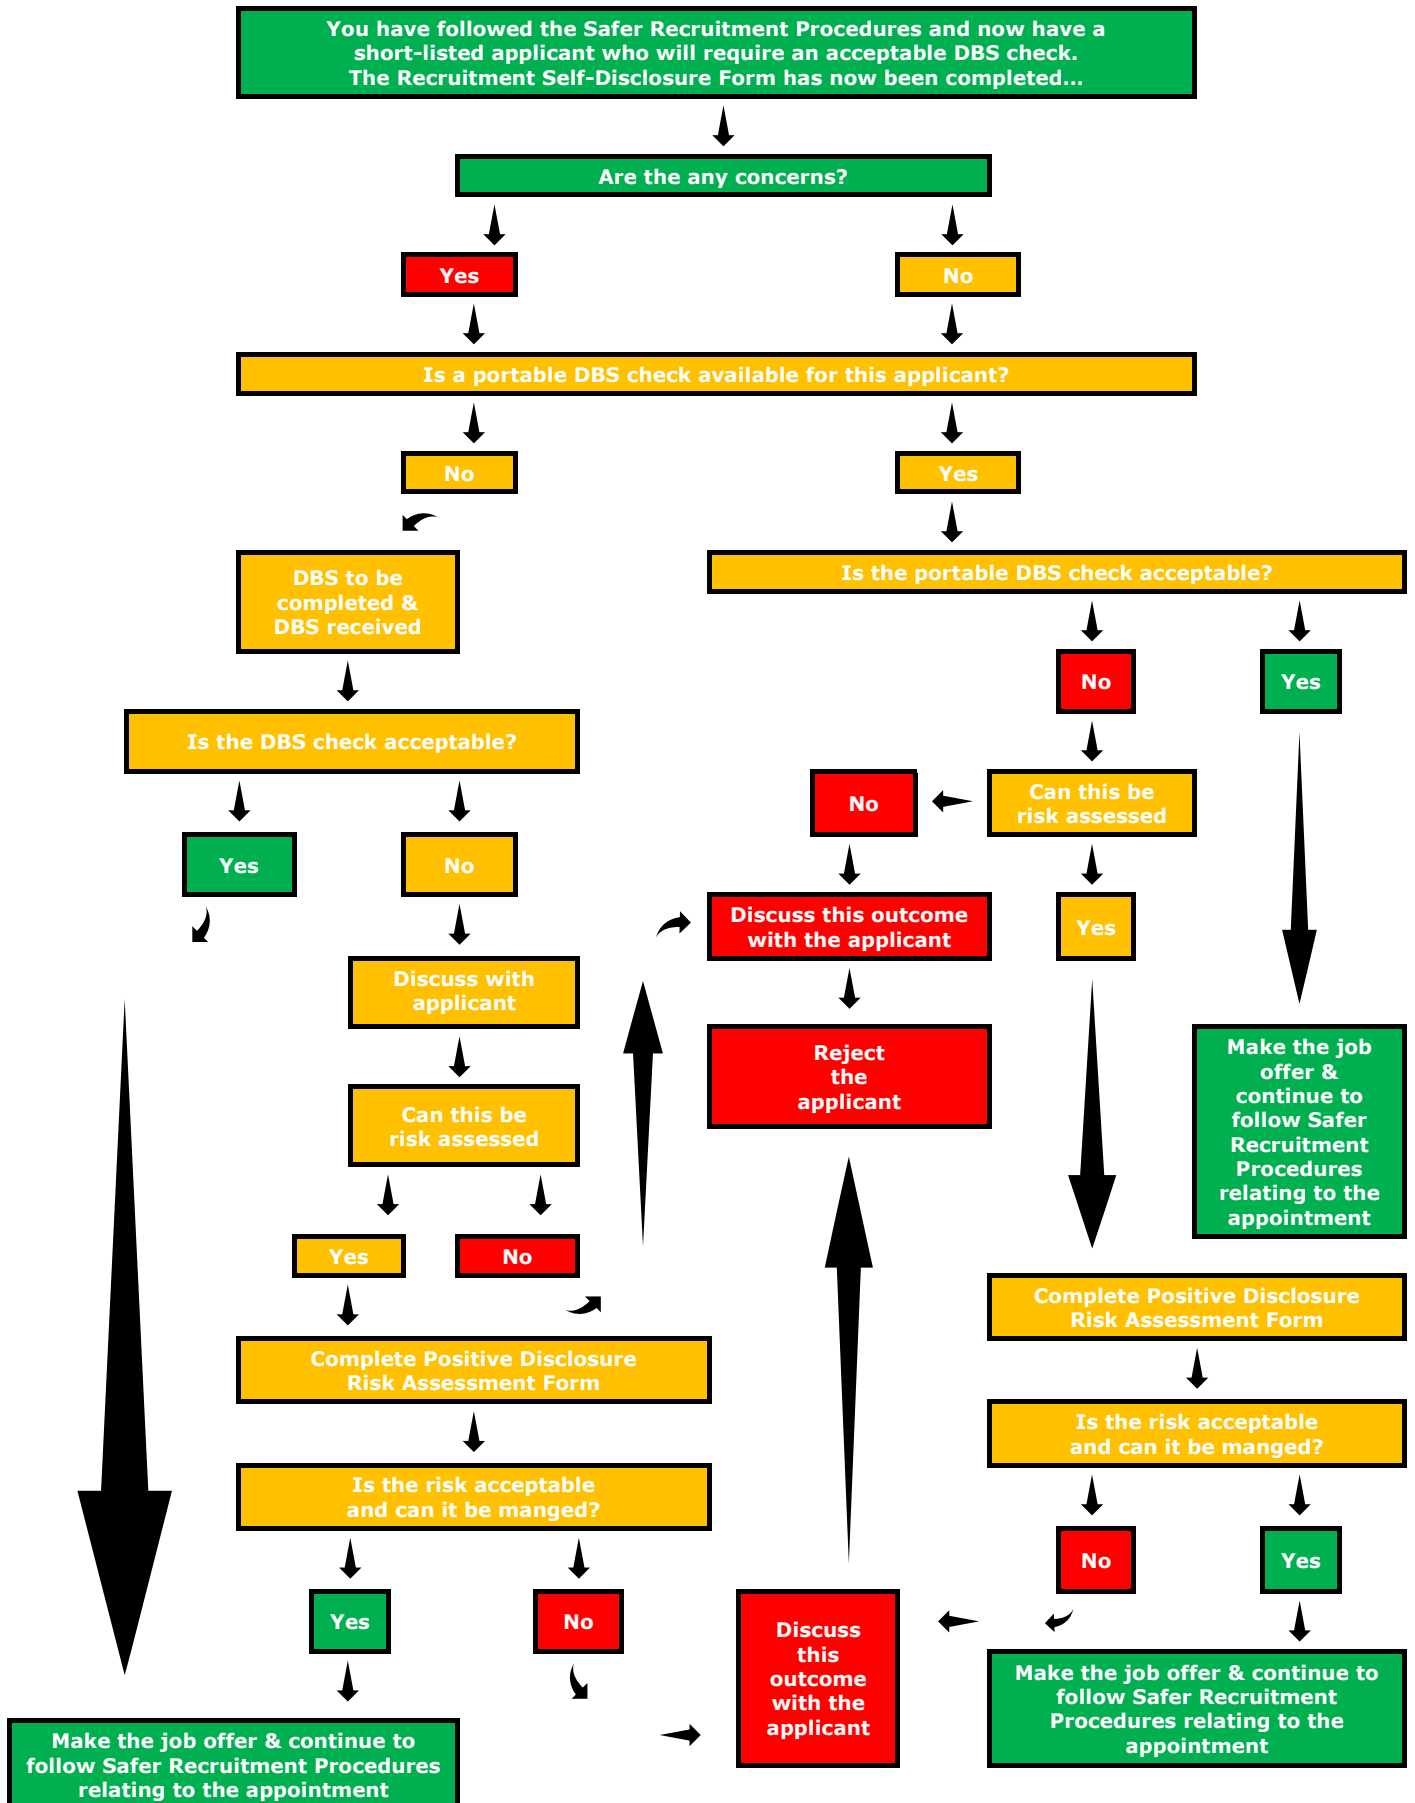 You have followed the Safer Recruitment Procedures and now have a
short-listed applicant who will require an acceptable DBS check.
The Recruitment Self-Disclosure Form has now been completed...
Are the any concerns?
Yes
No
Is a portable DBS check available for this applicant?
No
Yes
DBS to be
completed &
DBS received
Is the portable DBS check acceptable?
No
Yes
Is the DBS check acceptable?
No
Can this be
risk assessed
Yes
No
Discuss this outcome
with the applicant
Yes
Discuss with
applicant
Reject
the
applicant
Make the job
offer &
continue to
follow Safer
Recruitment
Procedures
relating to the
appointment
Can this be
risk assessed
Yes
No
Complete Positive Disclosure
Risk Assessment Form
Complete Positive Disclosure
Risk Assessment Form
Is the risk acceptable
and can it be manged?
Is the risk acceptable
and can it be manged?
No
Yes
Yes
No
Discuss
this
outcome
with the
applicant
Make the job offer & continue to
follow Safer Recruitment
Procedures relating to the
appointment
Make the job offer & continue to
follow Safer Recruitment Procedures
relating to the appointment